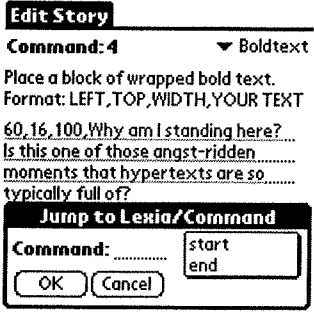 Edit Story
Command: 4 Boldtext
Place a block of wrapped bold text.
Format: LEFT,TOP,WIDTH,YOUR TEXT
60,16,100,Why am I standing here?
Is this one of those angst-ridden
moments that hypertexts are so
typically full of?
Jump to Lexia/Command
Command: start
end
OK Cancel